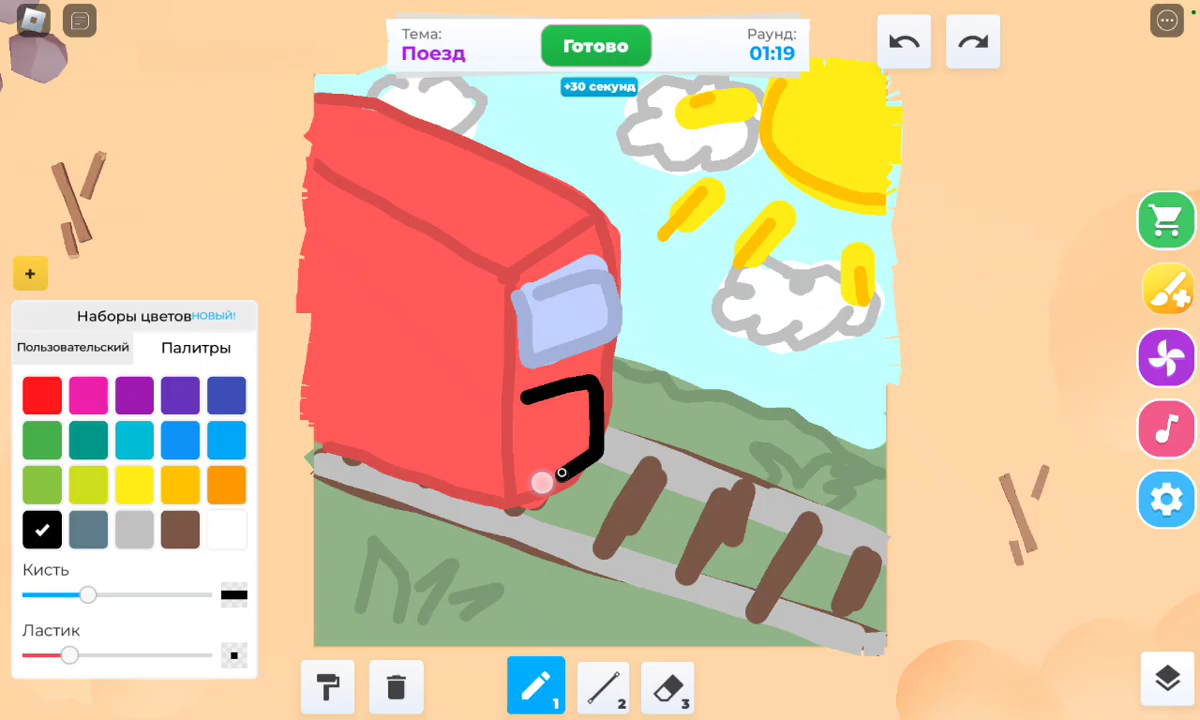 Тема:
Поезд
Готово
Раунд:
01:19
+30 секунд
+
Наборы цветов НОВЫЙ!
Пользовательский
Палитры
Кисть
Ластик
1
2
3